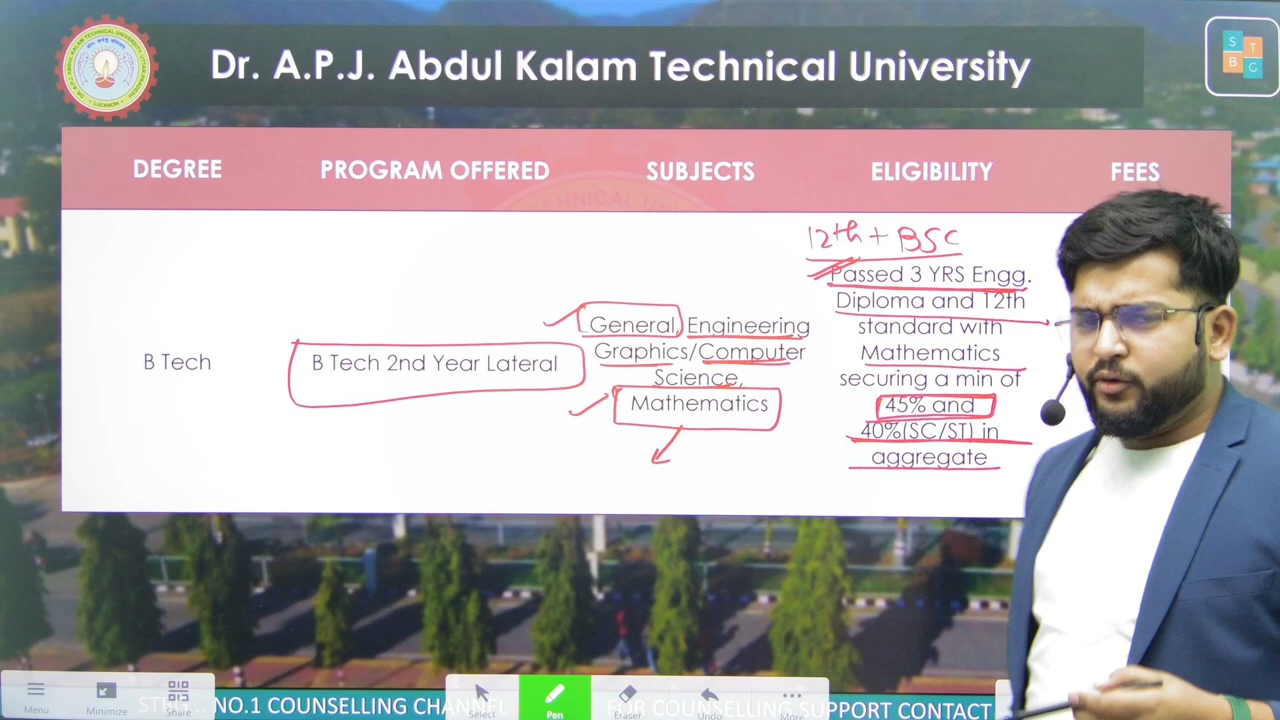 Dr. A.P.J. Abdul Kalam Technical University
S T
B G
DEGREE PROGRAM OFFERED SUBJECTS ELIGIBILITY FEES
12th + BSC
B Tech
B Tech 2nd Year Lateral
General, Engineering
Graphics/Computer
Science,
Mathematics
Passed 3 YRS Engg.
Diploma and 12th
standard with
Mathematics
securing a min of
45% and
40%(SC/ST) in
aggregate
NO.1 COUNSELLING CHANNEL FOR COUNSELLING SUPPORT CONTACT
Menu Minimize Share Select Pen Eraser Undo More